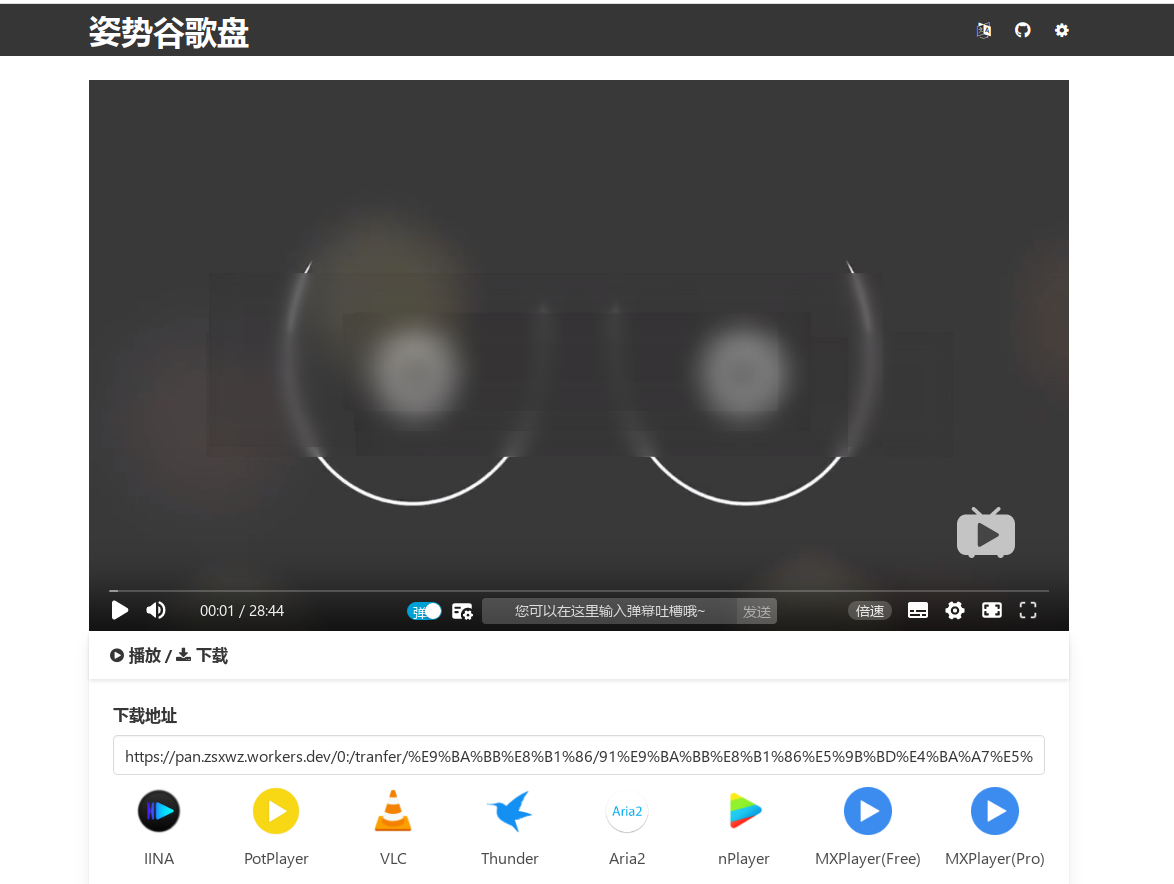 姿势谷歌盘
00:01 / 28:44
弹
您可以在这里输入弹幕吐槽哦~
发送
倍速
播放 / 下载
下载地址
https://pan.zsxwz.workers.dev/0:/tranfer/%E9%BA%BB%E8%B1%86/91%E9%BA%BB%E8%B1%86%E5%9B%BD%E4%BA%A7%E5%
Aria2
IINA
PotPlayer
VLC
Thunder
Aria2
nPlayer
MXPlayer(Free)
MXPlayer(Pro)